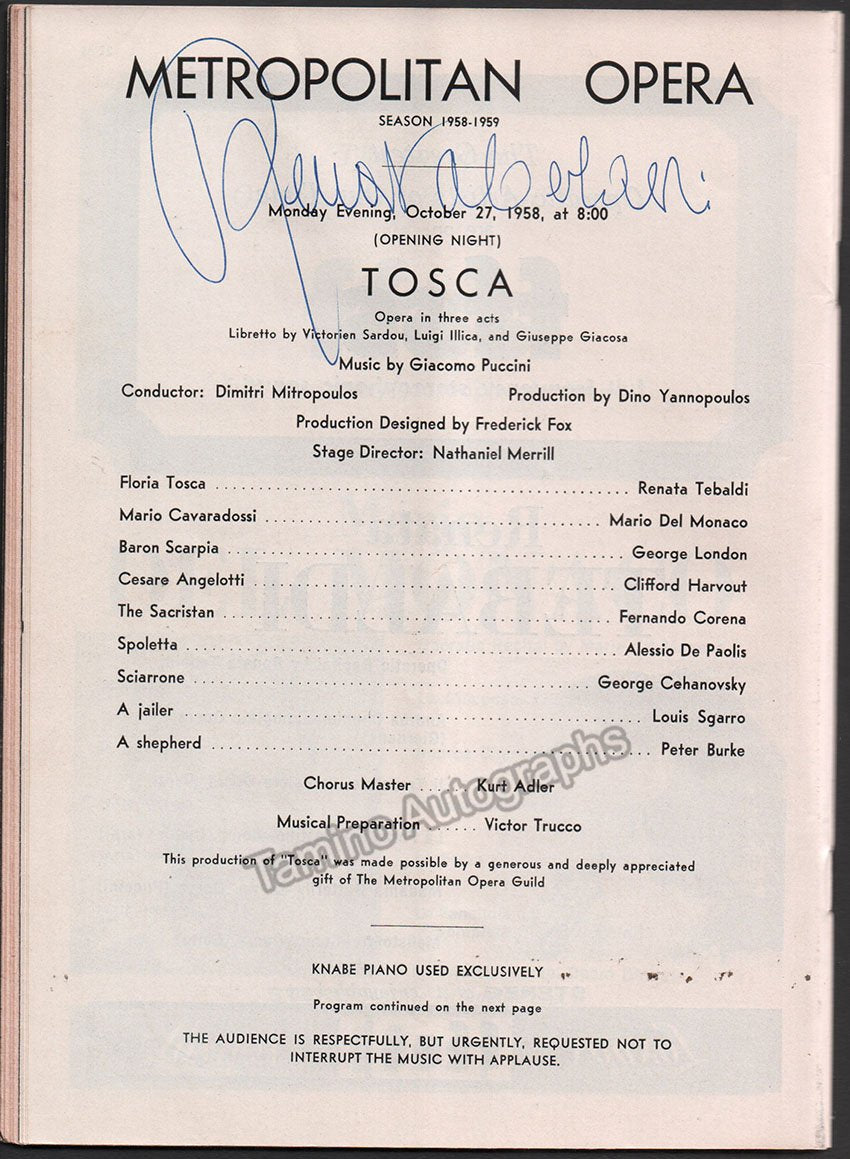 METROPOLITAN OPERA
SEASON 1958-1959
Renata Tebaldi
Monday Evening, October 27, 1958, at 8:00
(OPENING NIGHT)
TOSCA
Opera in three acts
Libretto by Victorien Sardou, Luigi Illica, and Giuseppe Giacosa
Music by Giacomo Puccini
Conductor: Dimitri Mitropoulos Production by Dino Yannopoulos
Production Designed by Frederick Fox
Stage Director: Nathaniel Merrill
Floria Tosca ........ Renata Tebaldi
Mario Cavaradossi ........ Mario Del Monaco
Baron Scarpia ........ George London
Cesare Angelotti ........ Clifford Harvout
The Sacristan ........ Fernando Corena
Spoletta ........ Alessio De Paolis
Sciarrone ........ George Cehanovsky
A jailer ........ Louis Sgarro
A shepherd ........ Peter Burke
Chorus Master ...... Kurt Adler
Musical Preparation ...... Victor Trucco
Tamino Autographs
This production of "Tosca" was made possible by a generous and deeply appreciated
gift of The Metropolitan Opera Guild
KNABE PIANO USED EXCLUSIVELY
Program continued on the next page
THE AUDIENCE IS RESPECTFULLY, BUT URGENTLY, REQUESTED NOT TO
INTERRUPT THE MUSIC WITH APPLAUSE.